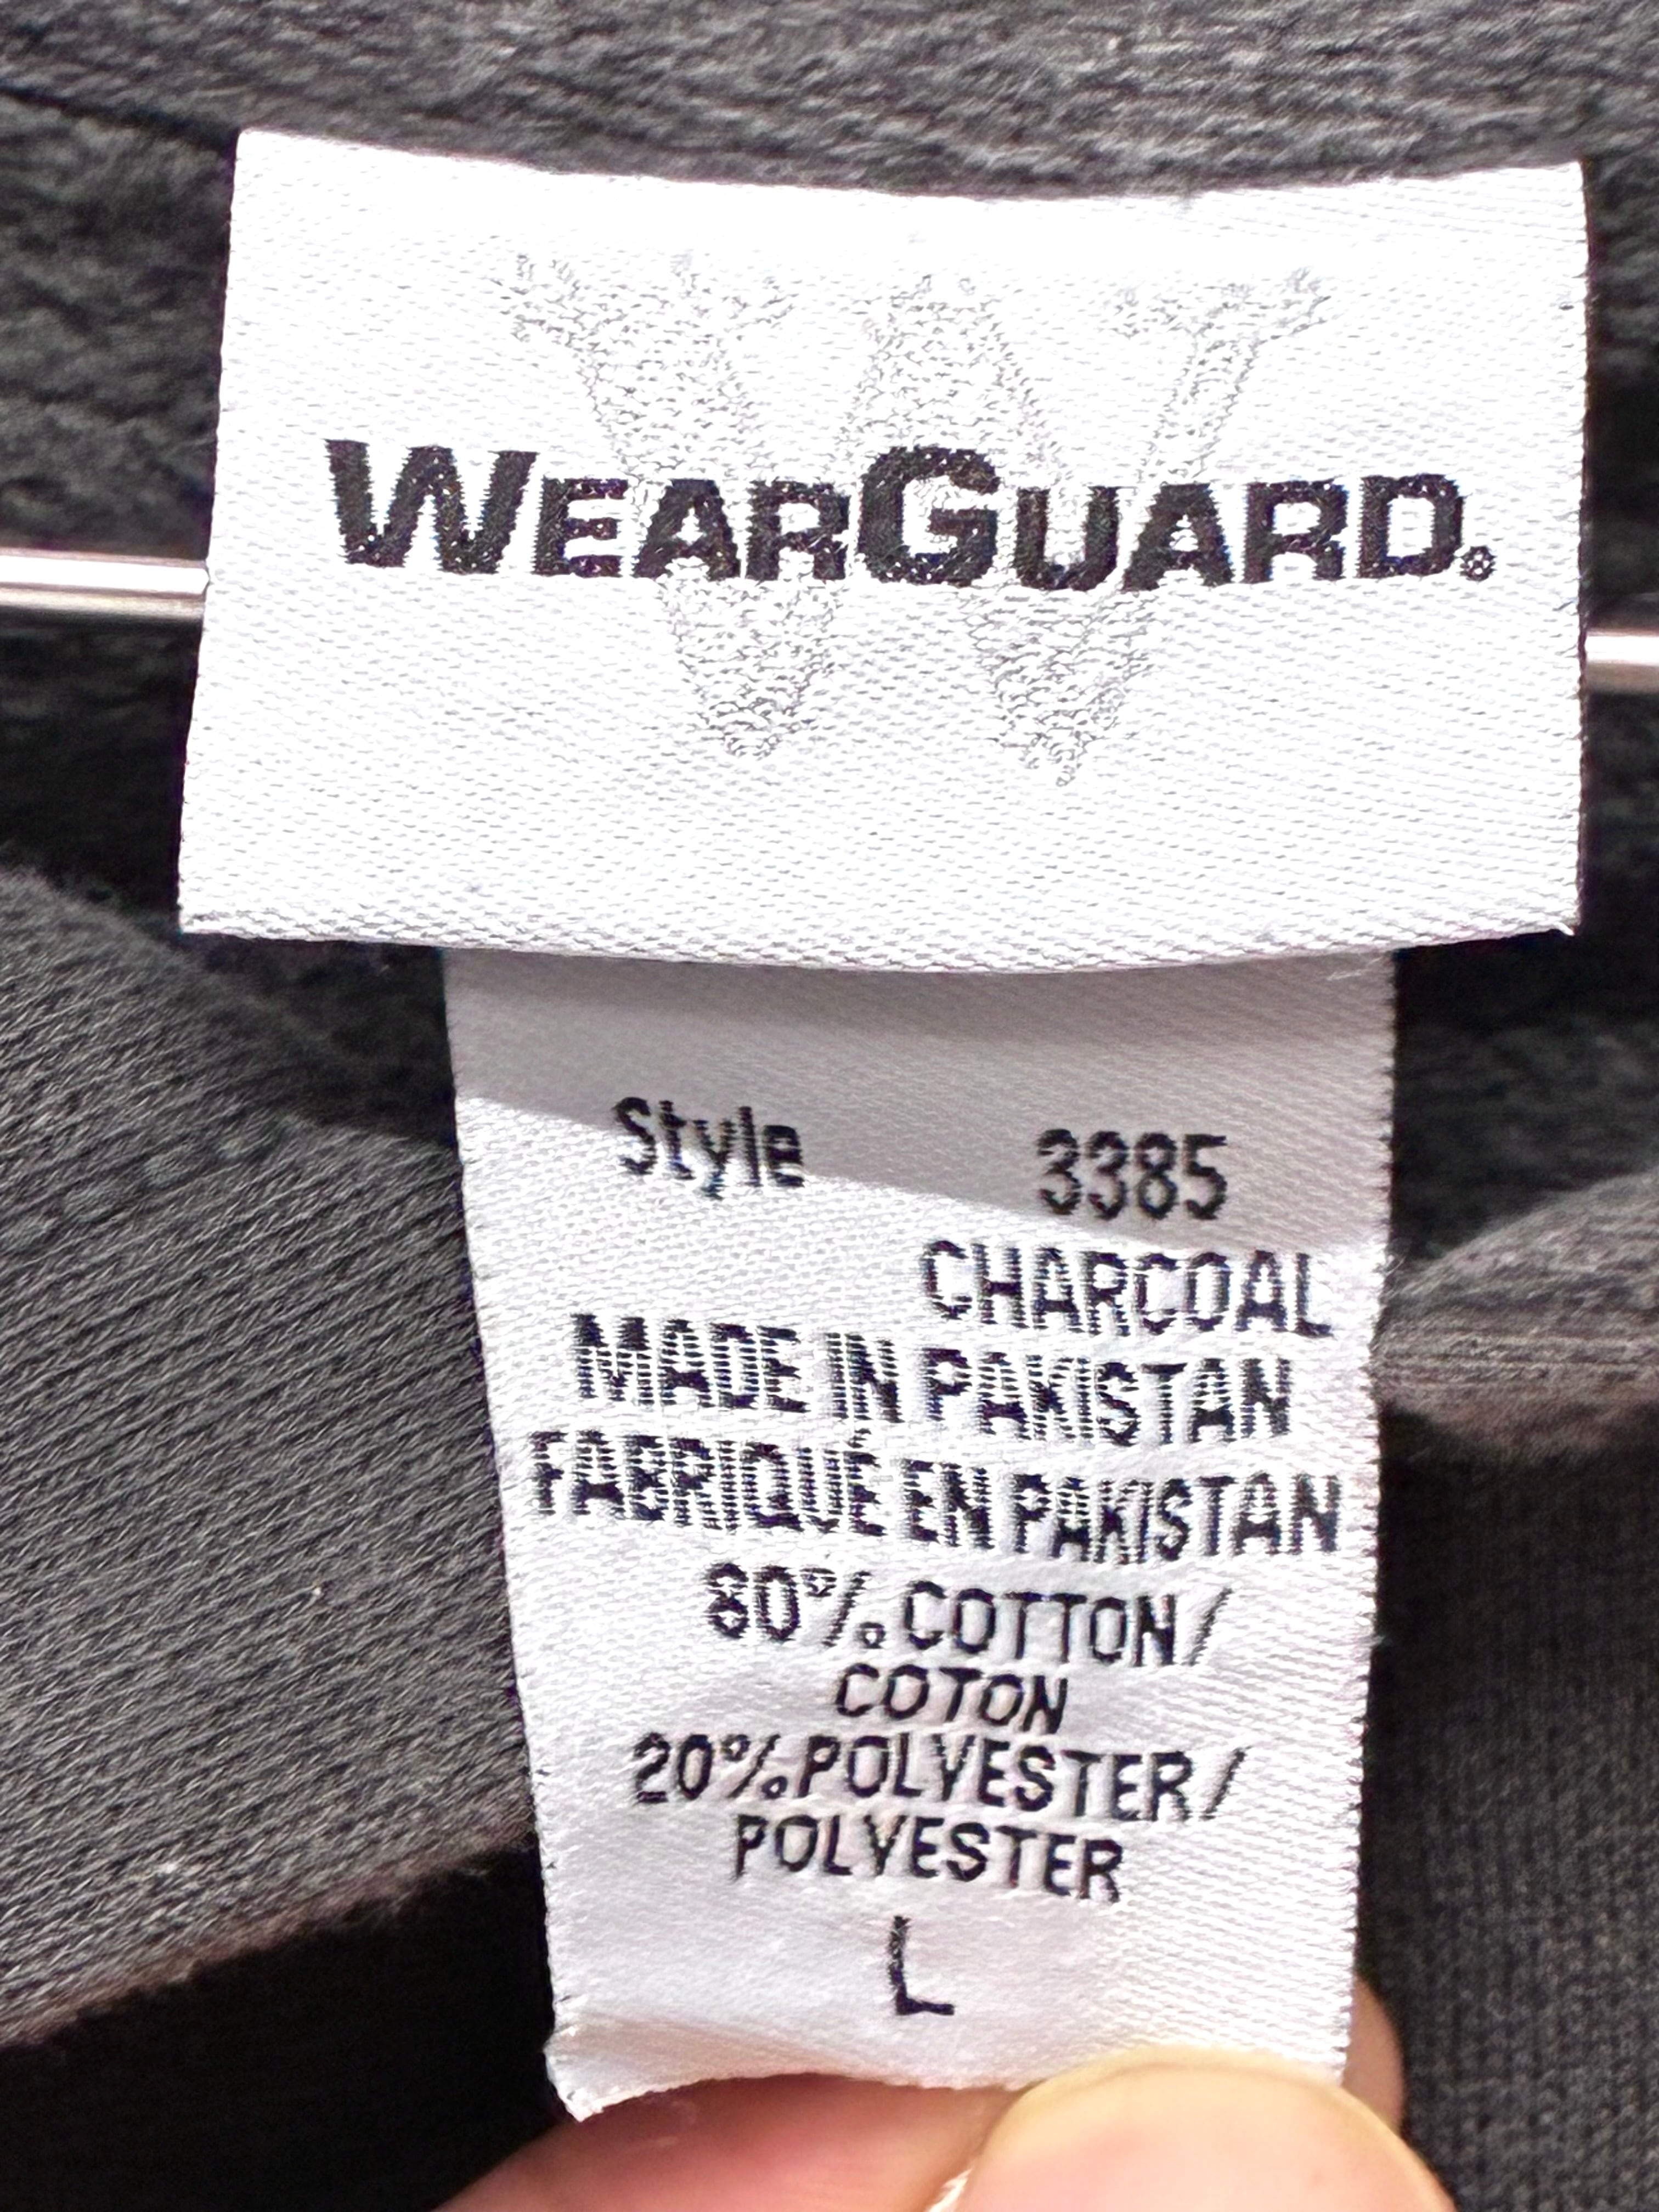 WEARGUARD®
Style 3385
CHARCOAL
MADE IN PAKISTAN
FABRIQUÉ EN PAKISTAN
80% COTTON/
COTON
20% POLYESTER/
POLYESTER
L